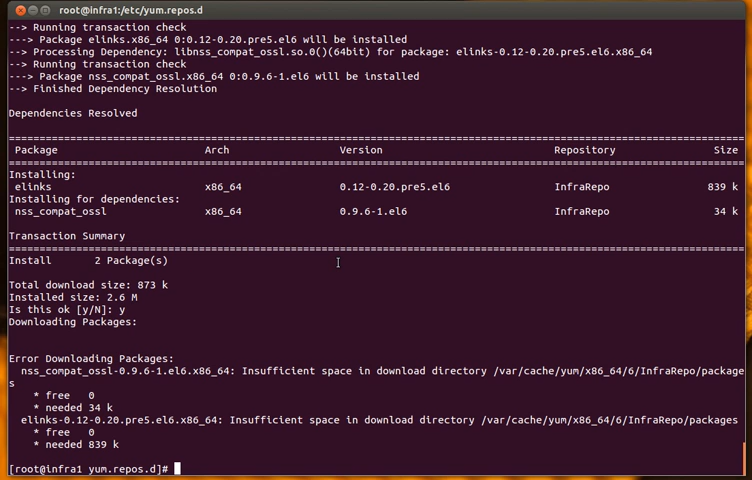 root@infra1:/etc/yum.repos.d
--> Running transaction check
---> Package elinks.x86_64 0:0.12-0.20.pre5.el6 will be installed
--> Processing Dependency: libnss_compat_ossl.so.0()(64bit) for package: elinks-0.12-0.20.pre5.el6.x86_64
--> Running transaction check
---> Package nss_compat_ossl.x86_64 0:0.9.6-1.el6 will be installed
--> Finished Dependency Resolution
Dependencies Resolved
Package Arch Version Repository Size
Installing:
elinks x86_64 0.12-0.20.pre5.el6 InfraRepo 839 k
Installing for dependencies:
nss_compat_ossl x86_64 0.9.6-1.el6 InfraRepo 34 k
Transaction Summary
Install 2 Package(s)
Total download size: 873 k
Installed size: 2.6 M
Is this ok [y/N]: y
Downloading Packages:
Error Downloading Packages:
nss_compat_ossl-0.9.6-1.el6.x86_64: Insufficient space in download directory /var/cache/yum/x86_64/6/InfraRepo/package
s
* free 0
* needed 34 k
elinks-0.12-0.20.pre5.el6.x86_64: Insufficient space in download directory /var/cache/yum/x86_64/6/InfraRepo/packages
* free 0
* needed 839 k
[root@infra1 yum.repos.d]#